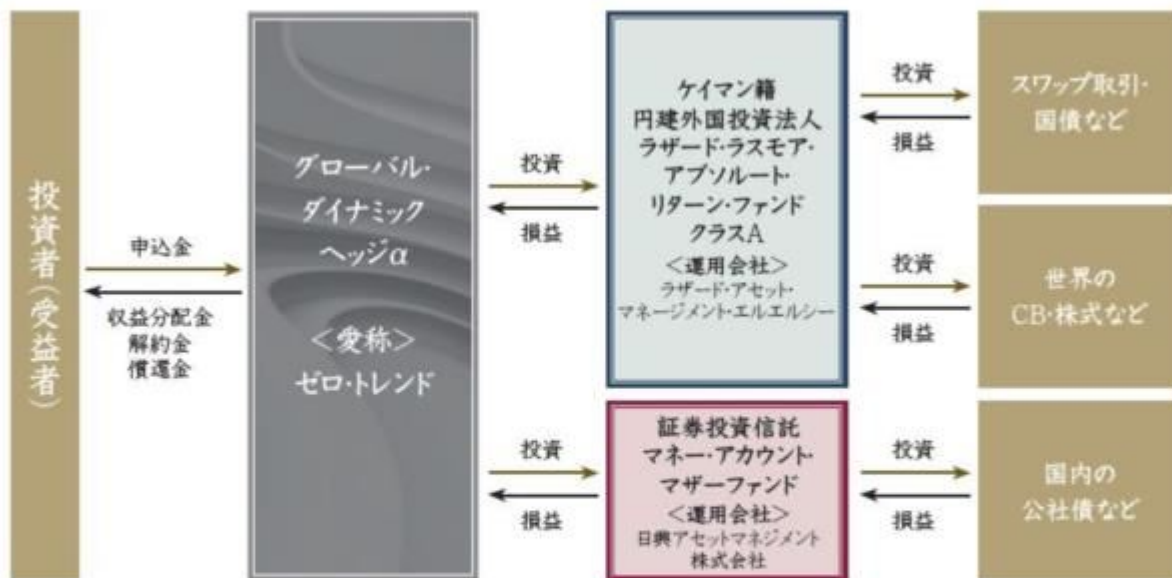 投資者(受益者)
申込金
収益分配金
解約金
償還金
グローバル・
ダイナミック
ヘッジα
＜愛称＞
ゼロ・トレンド
投資
損益
ケイマン籍
円建外国投資法人
ラザード・ラスモア・
アブソルート・
リターン・ファンド
クラスA
＜運用会社＞
ラザード・アセット・
マネージメント・エルエルシー
投資
損益
スワップ取引・
国債など
投資
損益
世界の
CB・株式など
投資
損益
証券投資信託
マネー・アカウント・
マザーファンド
＜運用会社＞
日興アセットマネジメント
株式会社
投資
損益
国内の
公社債など